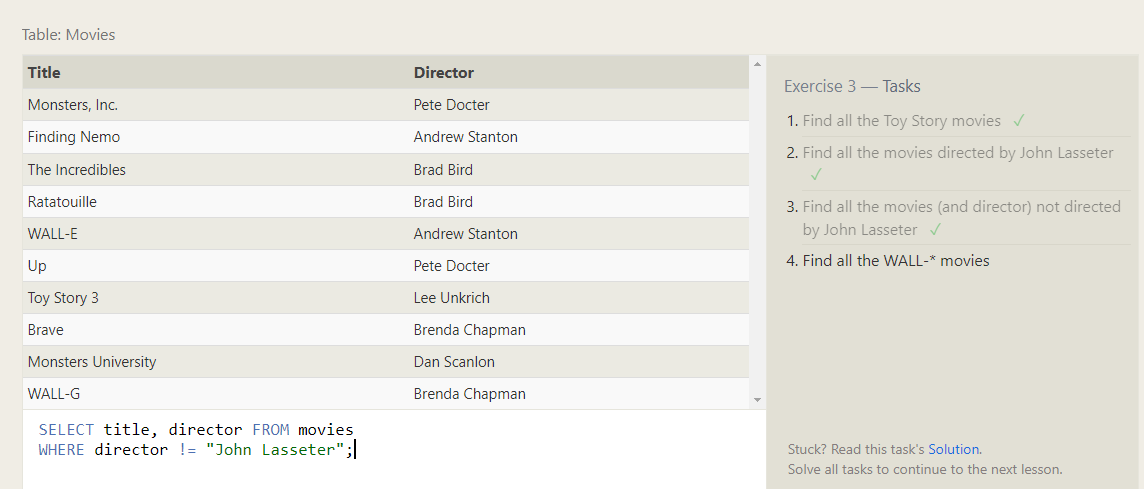 Table: Movies
Title Director
Monsters, Inc. Pete Docter
Finding Nemo Andrew Stanton
The Incredibles Brad Bird
Ratatouille Brad Bird
WALL-E Andrew Stanton
Up Pete Docter
Toy Story 3 Lee Unkrich
Brave Brenda Chapman
Monsters University Dan Scanlon
WALL-G Brenda Chapman
SELECT title, director FROM movies
WHERE director != "John Lasseter";
Exercise 3 — Tasks
1. Find all the Toy Story movies ✓
2. Find all the movies directed by John Lasseter
✓
3. Find all the movies (and director) not directed
by John Lasseter ✓
4. Find all the WALL-* movies
Stuck? Read this task's Solution.
Solve all tasks to continue to the next lesson.